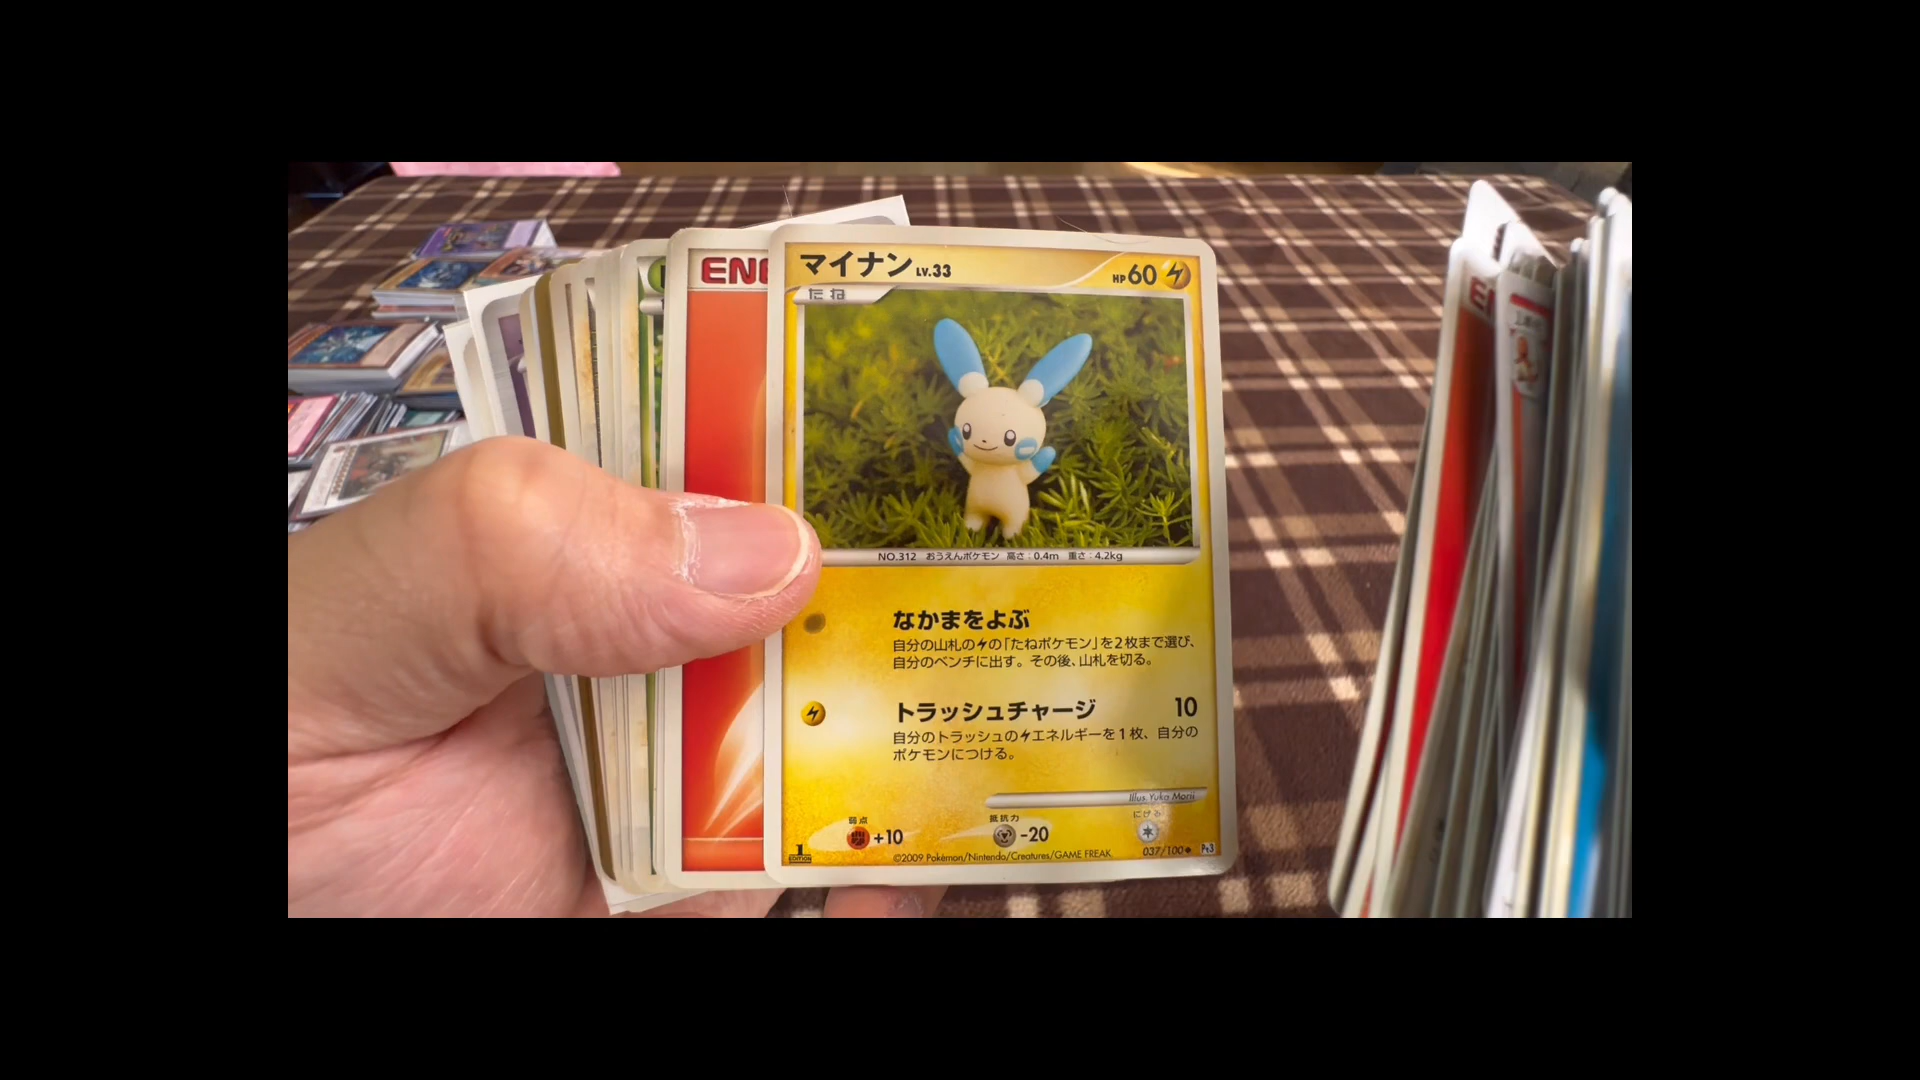 マイナン LV.33 HP60
たね
ENE
NO.312 おうえんポケモン 高さ:0.4m 重さ:4.2kg
なかまをよぶ
自分の山札の の「たねポケモン」を2枚まで選び、
自分のベンチに出す。その後、山札を切る。
トラッシュチャージ 10
自分のトラッシュの エネルギーを1枚、自分の
ポケモンにつける。
Illus. Yuka Morii
弱点 抵抗力 にげる
+10 -20
1 EDITION
©2009 Pokémon/Nintendo/Creatures/GAME FREAK.
037/100 Pt3